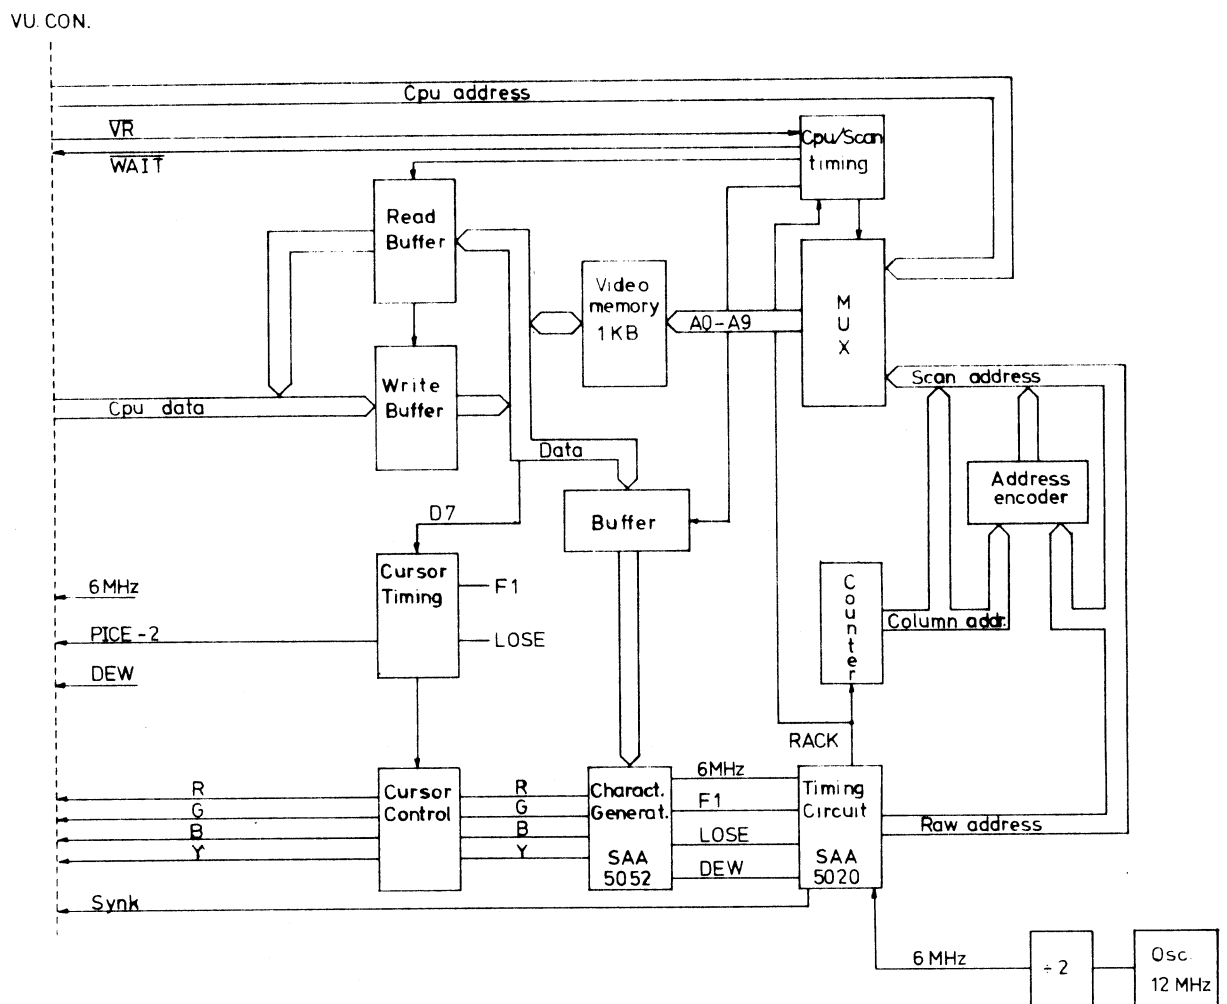 VU. CON.
Cpu address
VR
WAIT
Cpu/Scan
timing
Read
Buffer
Video
memory
1KB
A0-A9
MUX
Write
Buffer
Cpu data
Scan address
Data
Address
encoder
D7
Buffer
Cursor
Timing
F1
LOSE
Counter
Column addr.
6MHz
PICE-2
DEW
RACK
R
G
B
Y
Cursor
Control
R
G
B
Y
Charact.
Generat.
SAA
5052
6MHz
F1
LOSE
DEW
Timing
Circuit
SAA
5020
Raw address
Synk
6MHz
÷2
Osc.
12 MHz